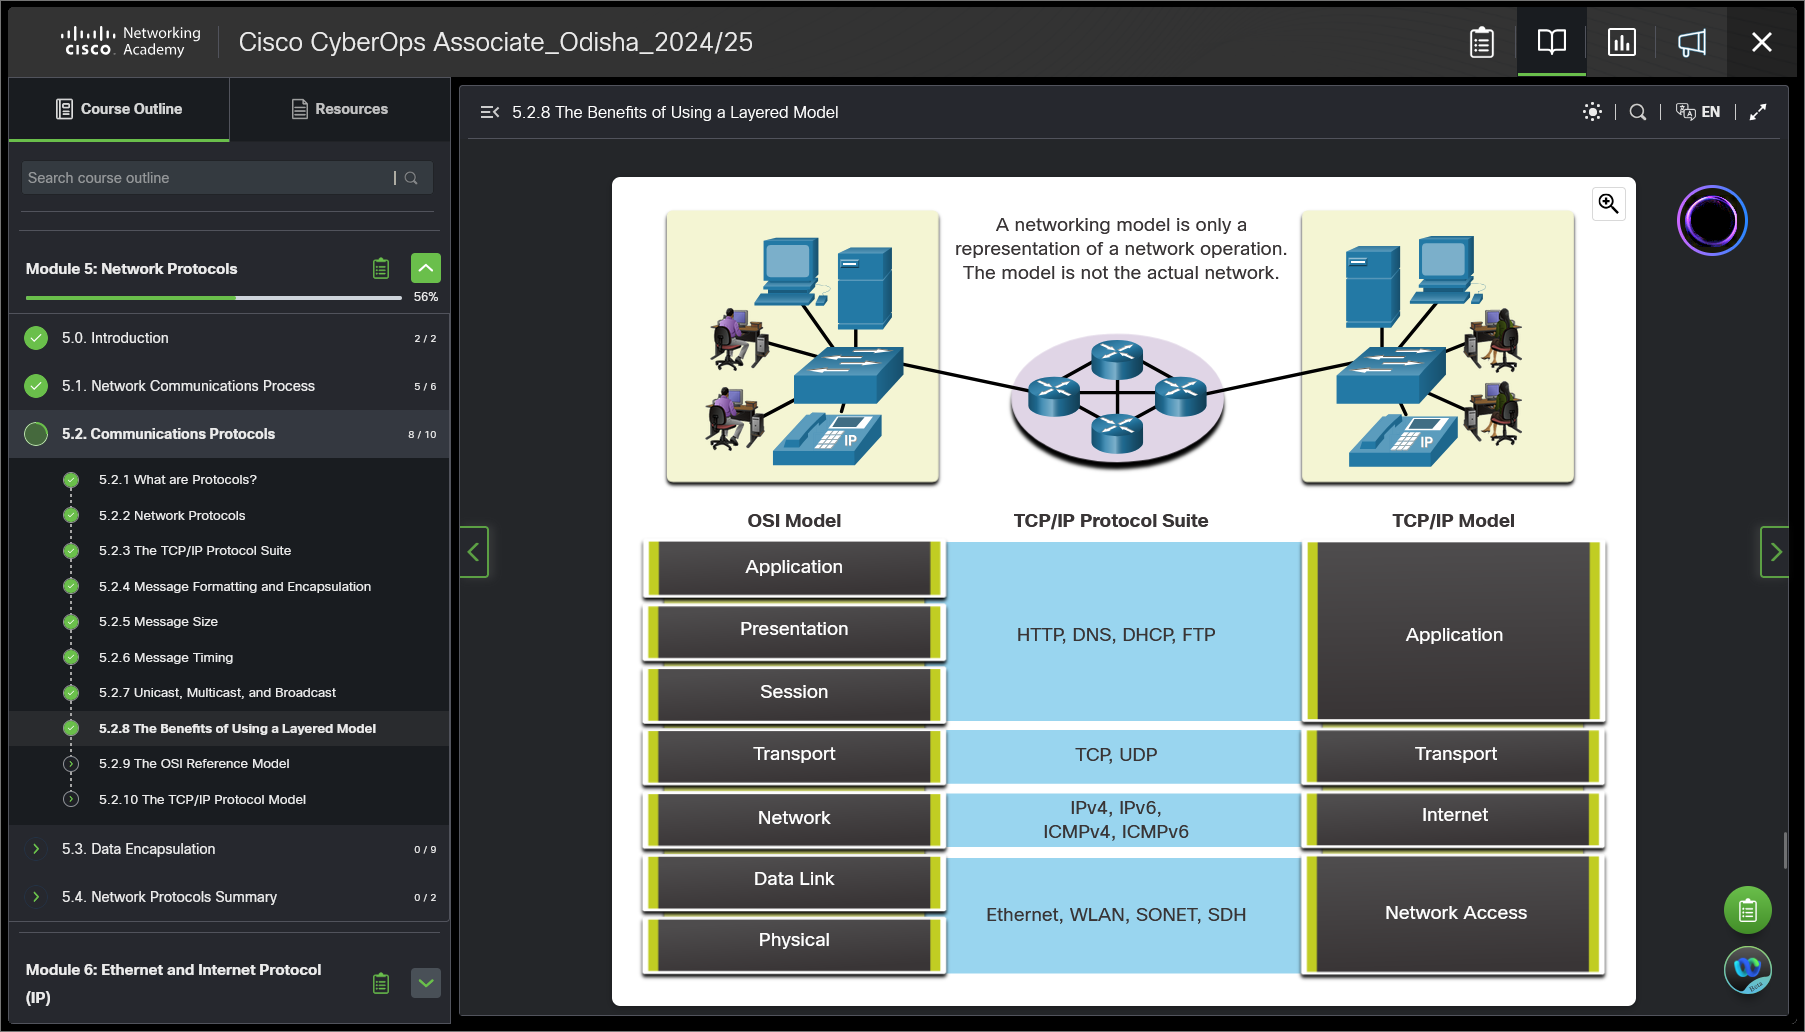 Networking
CISCO Academy
Cisco CyberOps Associate_Odisha_2024/25
Course Outline
Resources
Search course outline
Module 5: Network Protocols
56%
5.0. Introduction 2 / 2
5.1. Network Communications Process 5 / 6
5.2. Communications Protocols 8 / 10
5.2.1 What are Protocols?
5.2.2 Network Protocols
5.2.3 The TCP/IP Protocol Suite
5.2.4 Message Formatting and Encapsulation
5.2.5 Message Size
5.2.6 Message Timing
5.2.7 Unicast, Multicast, and Broadcast
5.2.8 The Benefits of Using a Layered Model
5.2.9 The OSI Reference Model
5.2.10 The TCP/IP Protocol Model
5.3. Data Encapsulation 0 / 9
5.4. Network Protocols Summary 0 / 2
Module 6: Ethernet and Internet Protocol
(IP)
5.2.8 The Benefits of Using a Layered Model
EN
A networking model is only a
representation of a network operation.
The model is not the actual network.
IP
IP
OSI Model
TCP/IP Protocol Suite
TCP/IP Model
Application
Presentation
Session
Transport
Network
Data Link
Physical
HTTP, DNS, DHCP, FTP
TCP, UDP
IPv4, IPv6,
ICMPv4, ICMPv6
Ethernet, WLAN, SONET, SDH
Application
Transport
Internet
Network Access
Beta